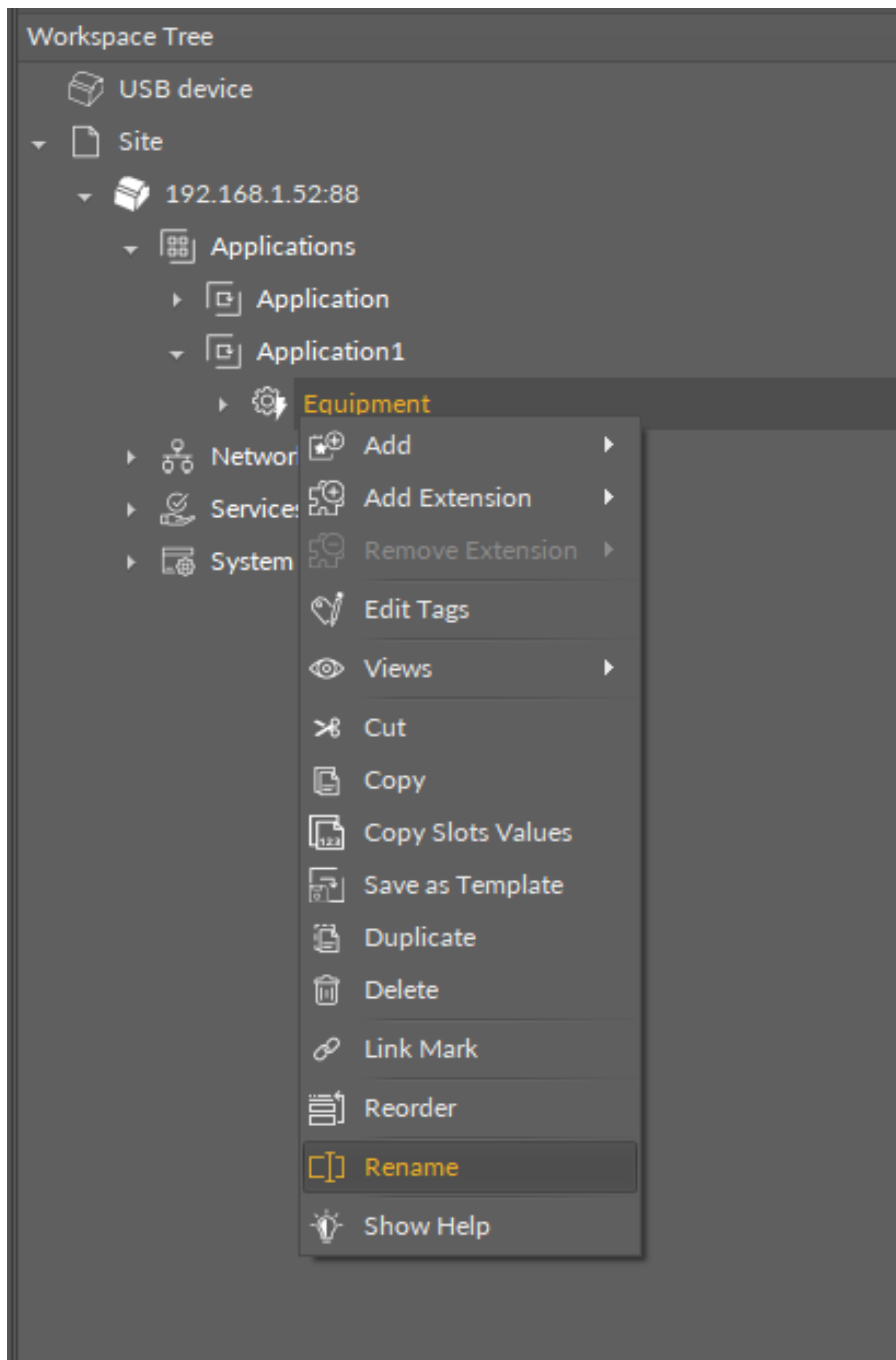 Workspace Tree
USB device
Site
192.168.1.52:88
Applications
Application
Application1
Equipment
Networ
Services
System
Add
Add Extension
Remove Extension
Edit Tags
Views
Cut
Copy
Copy Slots Values
Save as Template
Duplicate
Delete
Link Mark
Reorder
Rename
Show Help